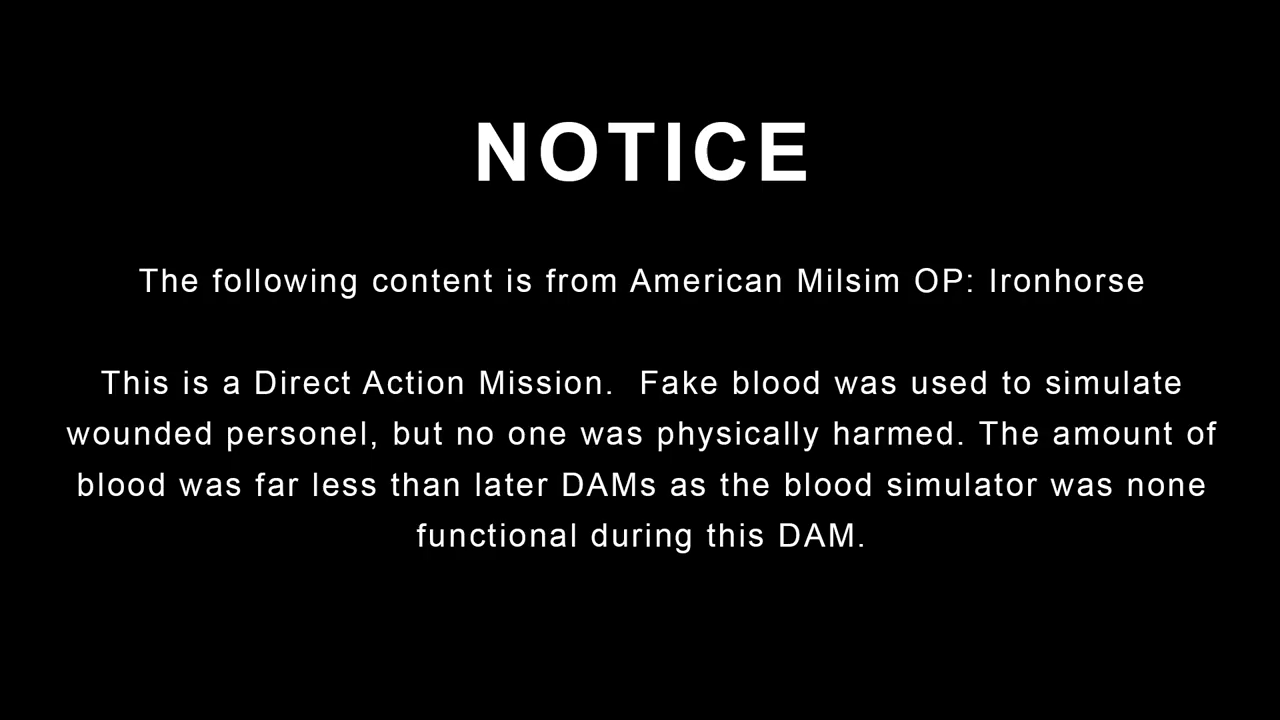 NOTICE
The following content is from American Milsim OP: Ironhorse
This is a Direct Action Mission.  Fake blood was used to simulate
wounded personel, but no one was physically harmed. The amount of
blood was far less than later DAMs as the blood simulator was none
functional during this DAM.